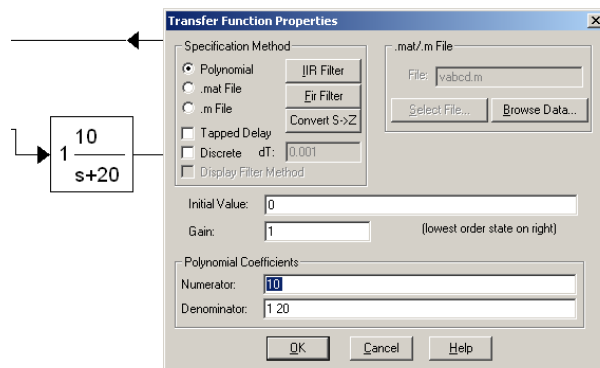 1 10
s+20
Transfer Function Properties
Specification Method
Polynomial
.mat File
.m File
IIR Filter
Fir Filter
Convert S->Z
Tapped Delay
Discrete dT: 0.001
Display Filter Method
.mat/.m File
File: vabcd.m
Select File... Browse Data...
Initial Value: 0
Gain: 1 (lowest order state on right)
Polynomial Coefficients
Numerator: 10
Denominator: 1 20
OK Cancel Help